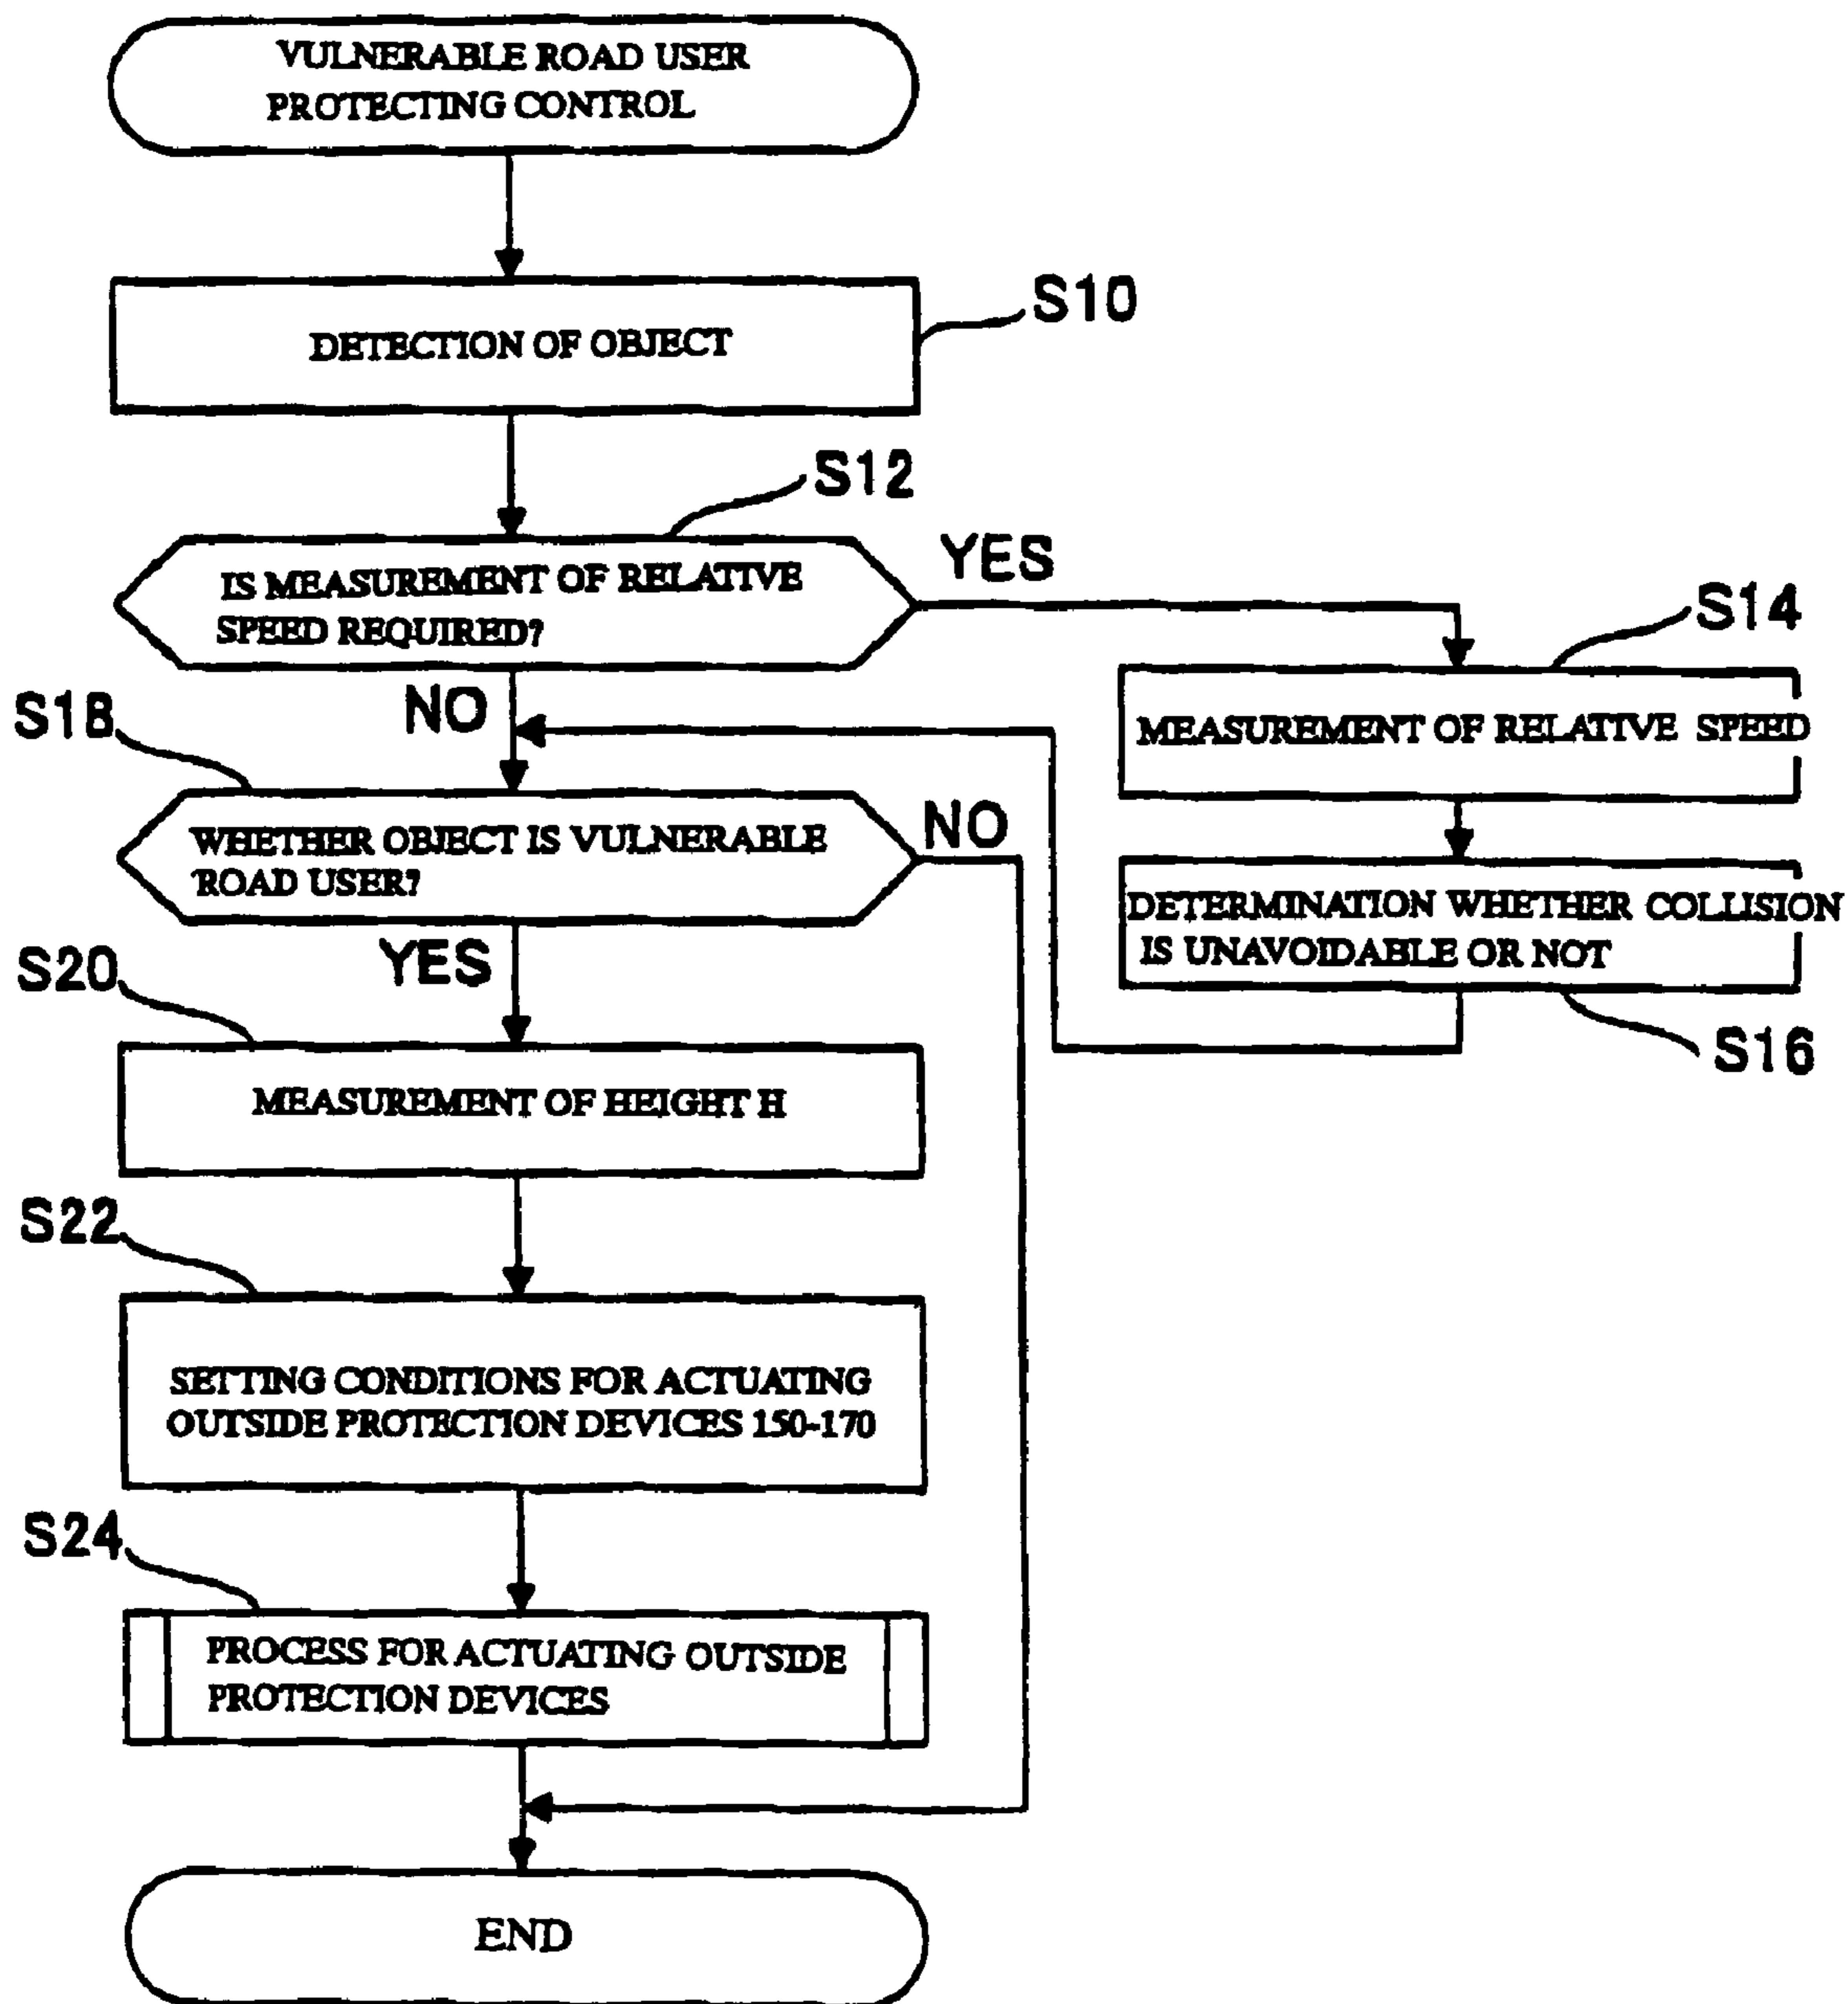 VULNERABLE ROAD USER
PROTECTING CONTROL
DETECTION OF OBJECT
S10
S12
IS MEASUREMENT OF RELATIVE
SPEED REQUIRED?
YES
NO
S14
MEASUREMENT OF RELATIVE SPEED
DETERMINATION WHETHER COLLISION
IS UNAVOIDABLE OR NOT
S16
S18
WHETHER OBJECT IS VULNERABLE
ROAD USER?
NO
YES
S20
MEASUREMENT OF HEIGHT H
S22
SETTING CONDITIONS FOR ACTUATING
OUTSIDE PROTECTION DEVICES 150-170
S24
PROCESS FOR ACTUATING OUTSIDE
PROTECTION DEVICES
END